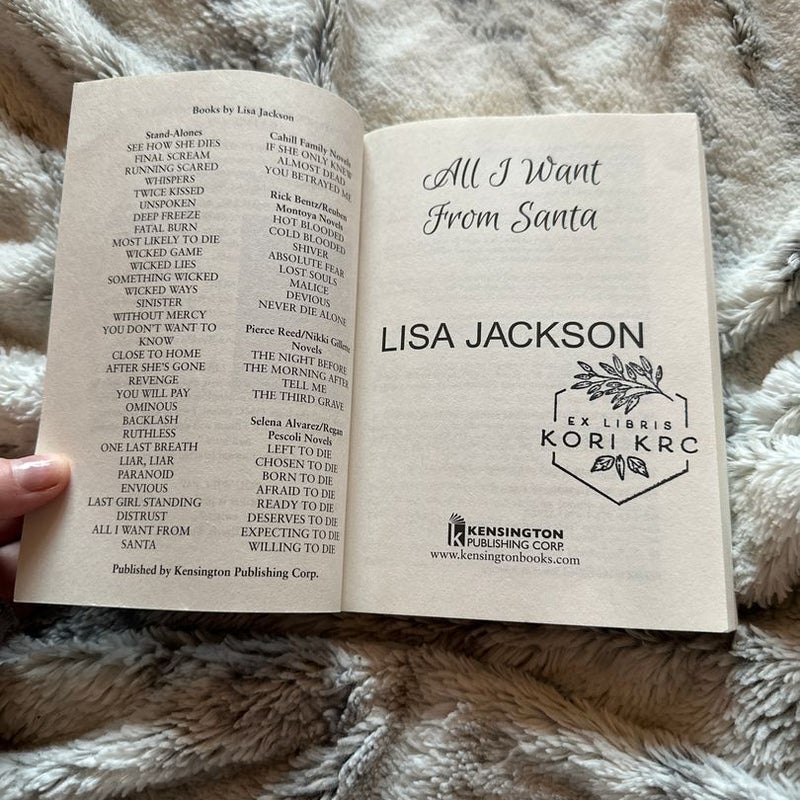 Books by Lisa Jackson
Stand-Alones
SEE HOW SHE DIES
FINAL SCREAM
RUNNING SCARED
WHISPERS
TWICE KISSED
UNSPOKEN
DEEP FREEZE
FATAL BURN
MOST LIKELY TO DIE
WICKED GAME
WICKED LIES
SOMETHING WICKED
WICKED WAYS
SINISTER
WITHOUT MERCY
YOU DON'T WANT TO
KNOW
CLOSE TO HOME
AFTER SHE'S GONE
REVENGE
YOU WILL PAY
OMINOUS
BACKLASH
RUTHLESS
ONE LAST BREATH
LIAR, LIAR
PARANOID
ENVIOUS
LAST GIRL STANDING
DISTRUST
ALL I WANT FROM
SANTA
Cahill Family Novels
IF SHE ONLY KNEW
ALMOST DEAD
YOU BETRAYED ME
Rick Bentz/Reuben
Montoya Novels
HOT BLOODED
COLD BLOODED
SHIVER
ABSOLUTE FEAR
LOST SOULS
MALICE
DEVIOUS
NEVER DIE ALONE
Pierce Reed/Nikki Gillette
Novels
THE NIGHT BEFORE
THE MORNING AFTER
TELL ME
THE THIRD GRAVE
Selena Alvarez/Regan
Pescoli Novels
LEFT TO DIE
CHOSEN TO DIE
BORN TO DIE
AFRAID TO DIE
READY TO DIE
DESERVES TO DIE
EXPECTING TO DIE
WILLING TO DIE
Published by Kensington Publishing Corp.
All I Want
From Santa
LISA JACKSON
EX LIBRIS
KORI KRC
KENSINGTON
PUBLISHING CORP.
www.kensingtonbooks.com